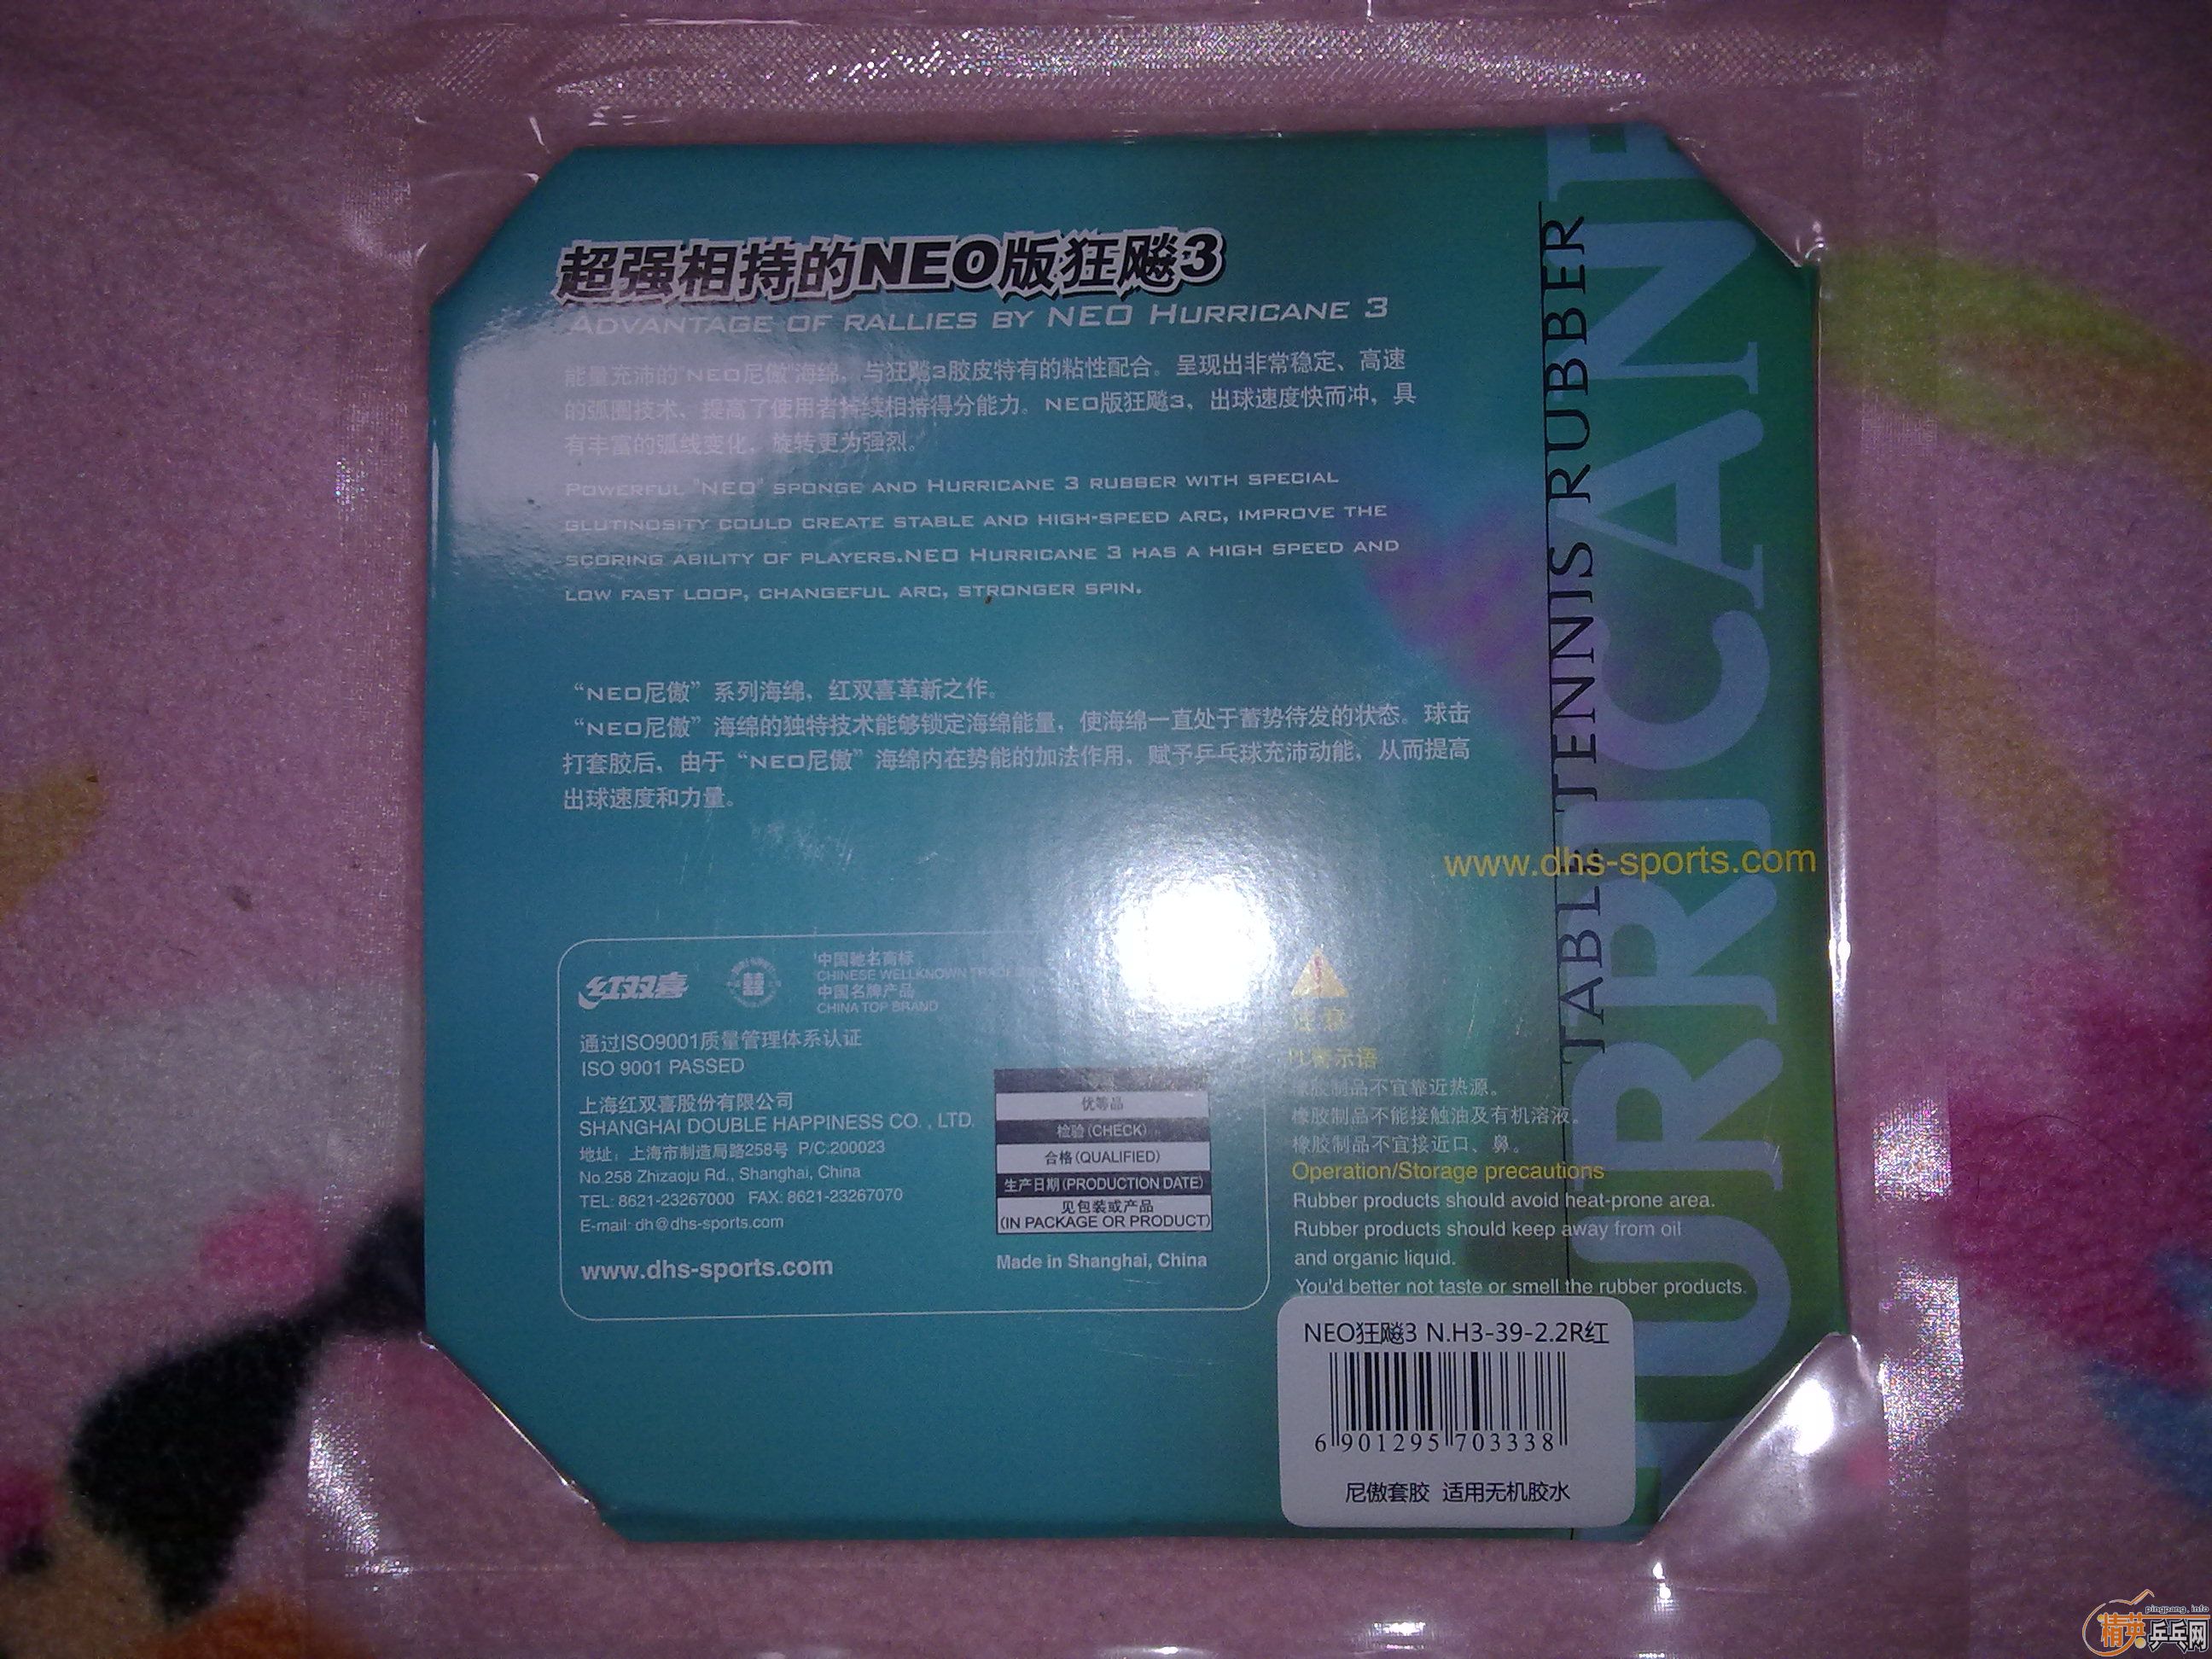 超强相持的NEO版狂飚3
ADVANTAGE OF RALLIES BY NEO HURRICANE 3
能量充沛的"NEO尼傲"海绵，与狂飚3胶皮特有的粘性配合。呈现出非常稳定、高速
的弧圈技术、提高了使用者持续相持得分能力。NEO版狂飚3，出球速度快而冲，具
有丰富的弧线变化，旋转更为强烈。
POWERFUL "NEO" SPONGE AND HURRICANE 3 RUBBER WITH SPECIAL
GLUTINOSITY COULD CREATE STABLE AND HIGH-SPEED ARC, IMPROVE THE
SCORING ABILITY OF PLAYERS.NEO HURRICANE 3 HAS A HIGH SPEED AND
LOW FAST LOOP, CHANGEFUL ARC, STRONGER SPIN.
“NEO尼傲”系列海绵，红双喜革新之作。
“NEO尼傲”海绵的独特技术能够锁定海绵能量，使海绵一直处于蓄势待发的状态。球击
打套胶后，由于“NEO尼傲”海绵内在势能的加法作用，赋予乒乓球充沛动能，从而提高
出球速度和力量。
TABLE TENNIS RUBBER
URRICAN
www.dhs-sports.com
红双喜
中国驰名商标
CHINESE WELLKNOWN
中国名牌产品
CHINA TOP BRAND
通过ISO9001质量管理体系认证
ISO 9001 PASSED
上海红双喜股份有限公司
SHANGHAI DOUBLE HAPPINESS CO., LTD.
地址：上海市制造局路258号 P/C:200023
No.258 Zhizaoju Rd., Shanghai, China
TEL: 8621-23267000 FAX: 8621-23267070
E-mail: dh@dhs-sports.com
www.dhs-sports.com
优等品
检验(CHECK)
合格(QUALIFIED)
生产日期(PRODUCTION DATE)
见包装或产品
(IN PACKAGE OR PRODUCT)
Made in Shanghai, China
注意
警示语
橡胶制品不宜靠近热源。
橡胶制品不能接触油及有机溶液。
橡胶制品不宜接近口、鼻。
Operation/Storage precautions
Rubber products should avoid heat-prone area.
Rubber products should keep away from oil
and organic liquid.
You'd better not taste or smell the rubber products.
NEO狂飚3 N.H3-39-2.2R红
6 901295 703338
尼傲套胶 适用无机胶水
pingpang.info
精英乒乓网